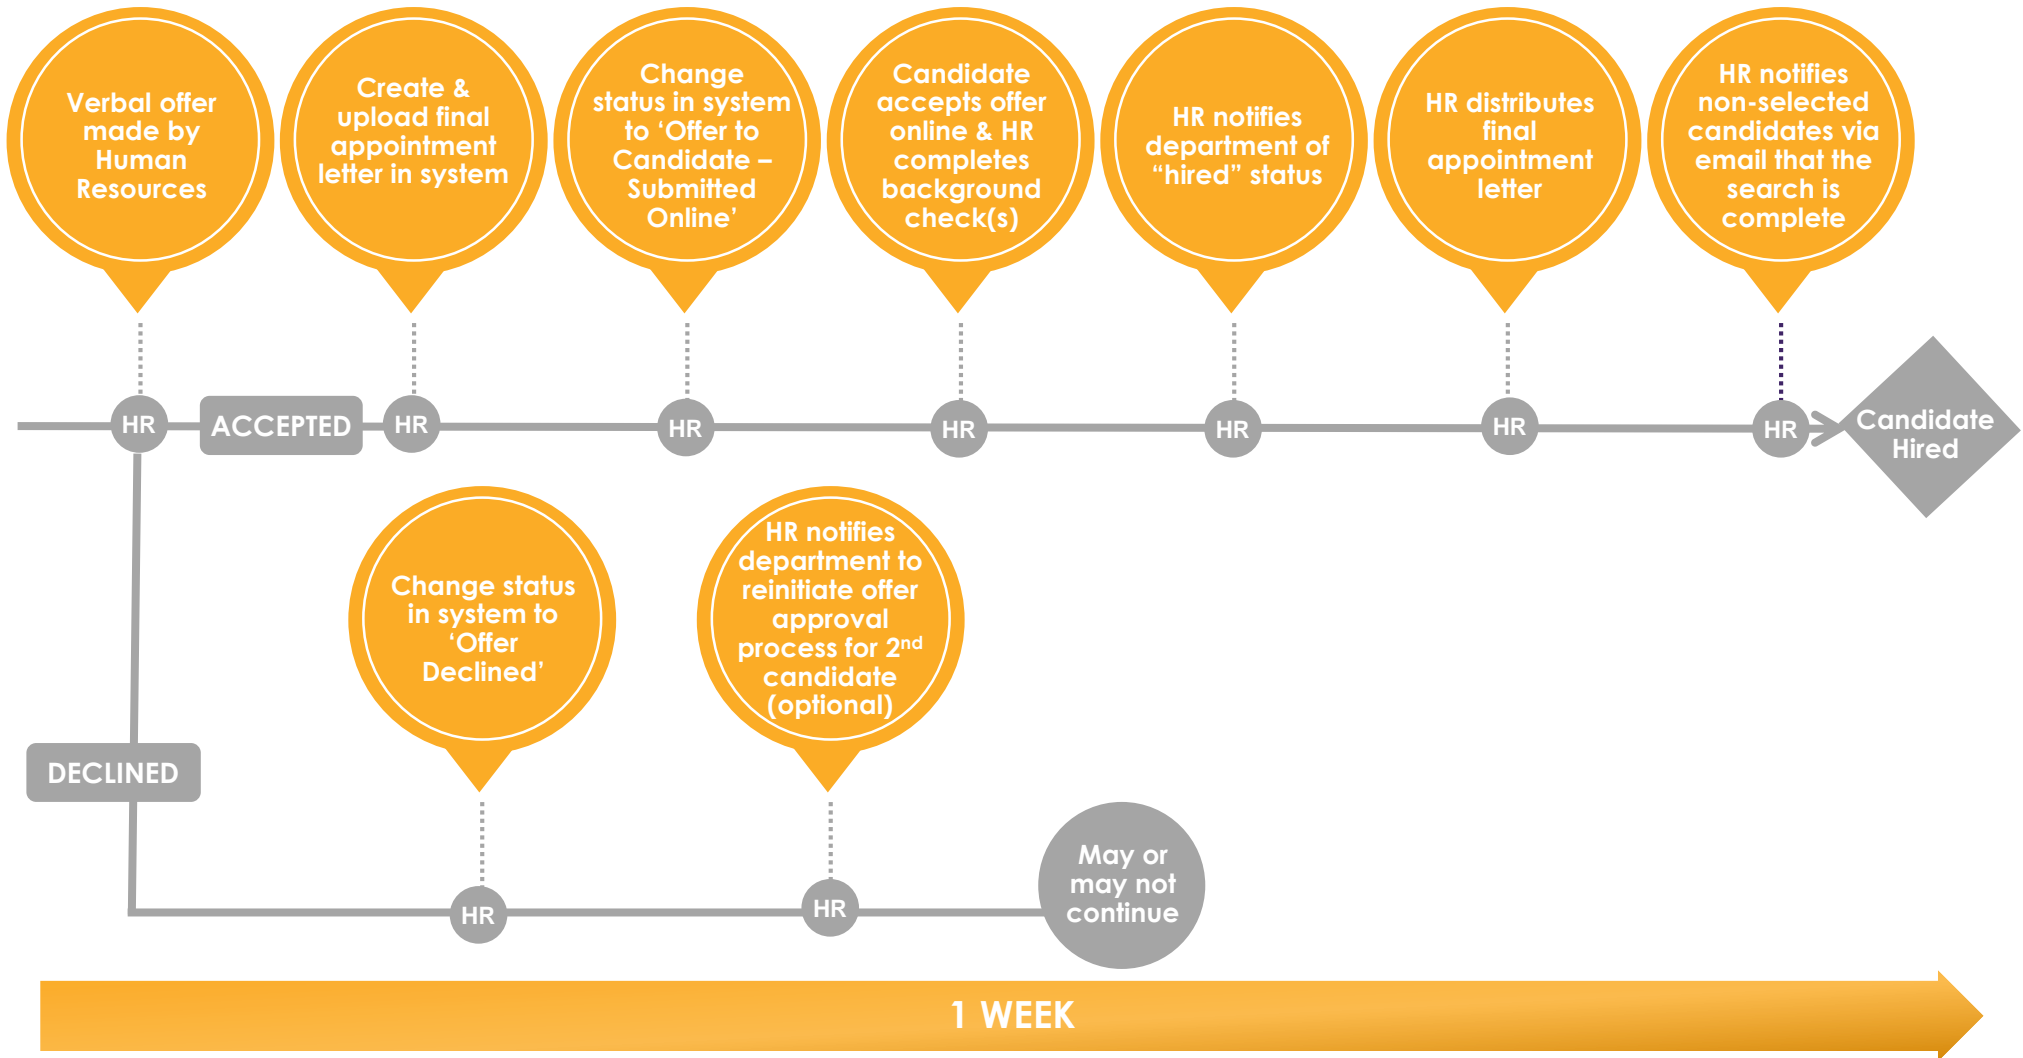 Verbal offer
made by
Human
Resources
Create &
upload final
appointment
letter in system
Change
status in system
to ‘Offer to
Candidate –
Submitted
Online’
Candidate
accepts offer
online & HR
completes
background
check(s)
HR notifies
department of
“hired” status
HR distributes
final
appointment
letter
HR notifies
non-selected
candidates via
email that the
search is
complete
HR
ACCEPTED
HR
HR
HR
HR
HR
HR
Candidate
Hired
Change status
in system to
‘Offer
Declined’
HR notifies
department to
reinitiate offer
approval
process for 2nd
candidate
(optional)
DECLINED
HR
HR
May or
may not
continue
1 WEEK